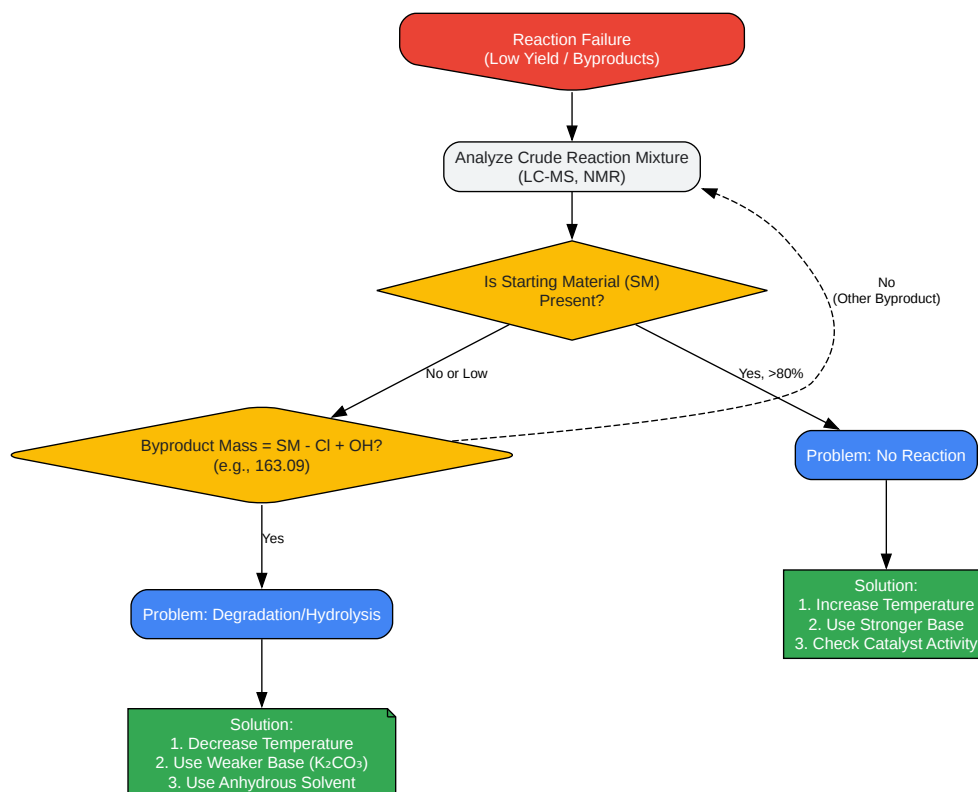 Reaction Failure
(Low Yield / Byproducts)
Analyze Crude Reaction Mixture
(LC-MS, NMR)
Is Starting Material (SM)
Present?
No
(Other Byproduct)
No or Low
Yes, >80%
Byproduct Mass = SM - Cl + OH?
(e.g., 163.09)
Problem: No Reaction
Yes
Solution:
1. Increase Temperature
2. Use Stronger Base
3. Check Catalyst Activity
Problem: Degradation/Hydrolysis
Solution:
1. Decrease Temperature
2. Use Weaker Base (K₂CO₃)
3. Use Anhydrous Solvent